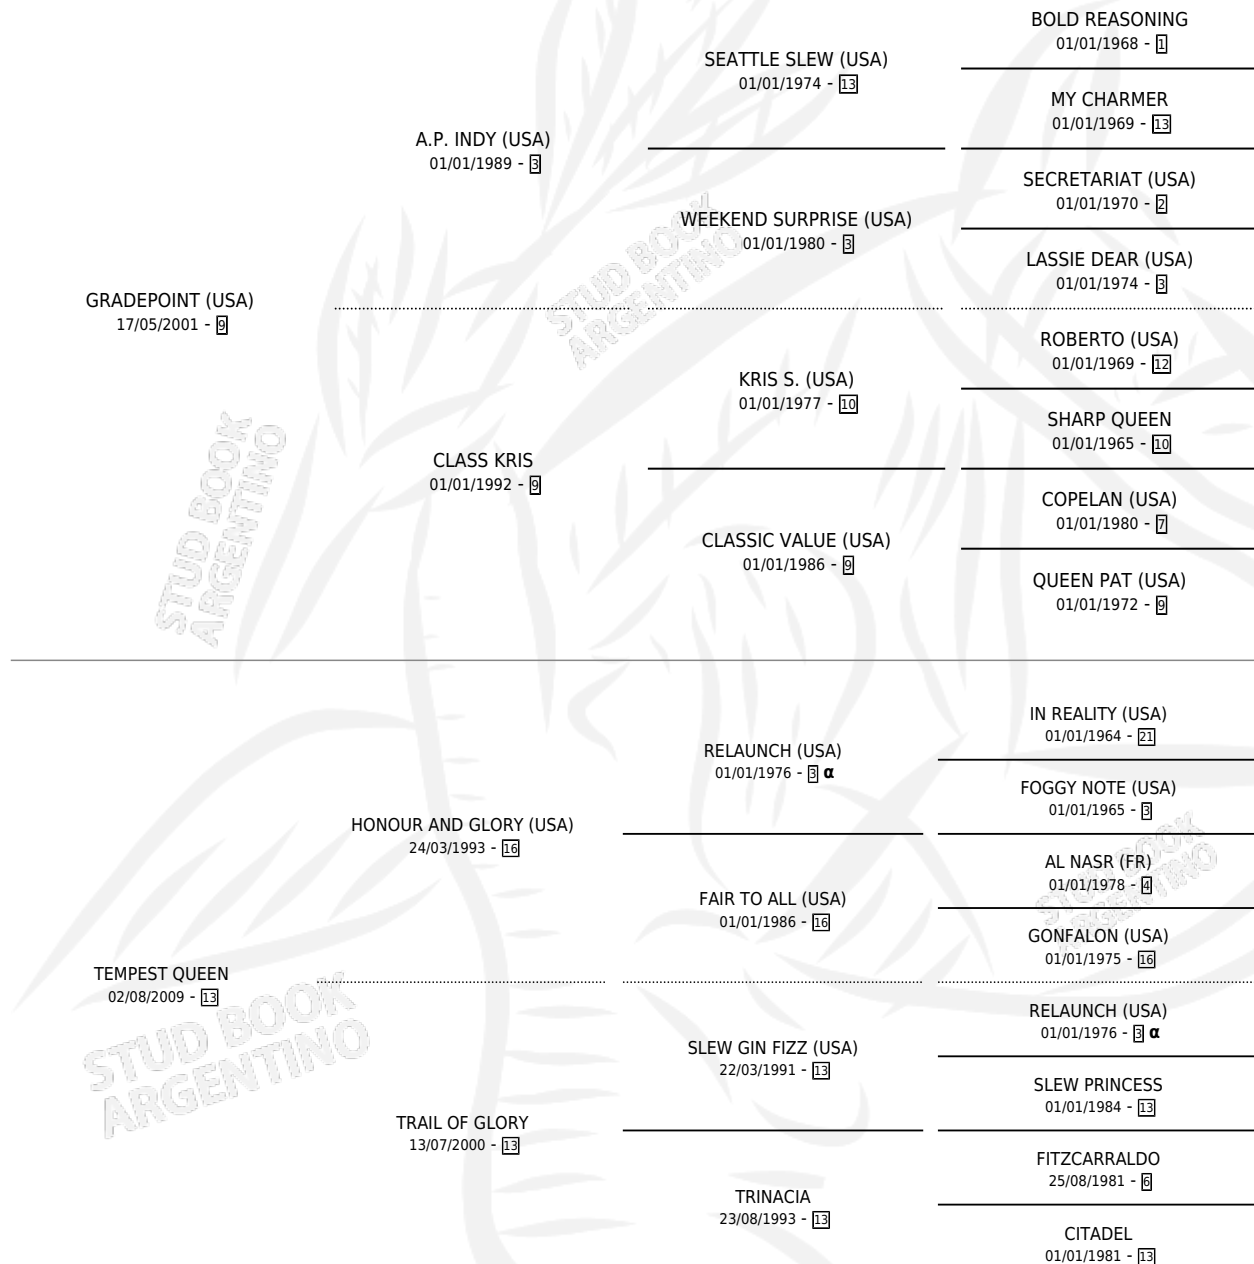 BOLD REASONING
01/01/1968 - 1
SEATTLE SLEW (USA)
01/01/1974 - 13
MY CHARMER
01/01/1969 - 13
A.P. INDY (USA)
01/01/1989 - 3
SECRETARIAT (USA)
01/01/1970 - 2
WEEKEND SURPRISE (USA)
01/01/1980 - 3
LASSIE DEAR (USA)
01/01/1974 - 3
GRADEPOINT (USA)
17/05/2001 - 9
ROBERTO (USA)
01/01/1969 - 12
KRIS S. (USA)
01/01/1977 - 10
SHARP QUEEN
01/01/1965 - 10
CLASS KRIS
01/01/1992 - 9
COPELAN (USA)
01/01/1980 - 7
CLASSIC VALUE (USA)
01/01/1986 - 9
QUEEN PAT (USA)
01/01/1972 - 9
IN REALITY (USA)
01/01/1964 - 21
RELAUNCH (USA)
01/01/1976 - 3 α
FOGGY NOTE (USA)
01/01/1965 - 3
HONOUR AND GLORY (USA)
24/03/1993 - 16
AL NASR (FR)
01/01/1978 - 4
FAIR TO ALL (USA)
01/01/1986 - 16
GONFALON (USA)
01/01/1975 - 16
TEMPEST QUEEN
02/08/2009 - 13
RELAUNCH (USA)
01/01/1976 - 3 α
SLEW GIN FIZZ (USA)
22/03/1991 - 13
SLEW PRINCESS
01/01/1984 - 13
TRAIL OF GLORY
13/07/2000 - 13
FITZCARRALDO
25/08/1981 - 6
TRINACIA
23/08/1993 - 13
CITADEL
01/01/1981 - 13
STUD BOOK
ARGENTINO
STUD BOOK
ARGENTINO
STUD BOOK
ARGENTINO
STUD BOOK
ARGENTINO